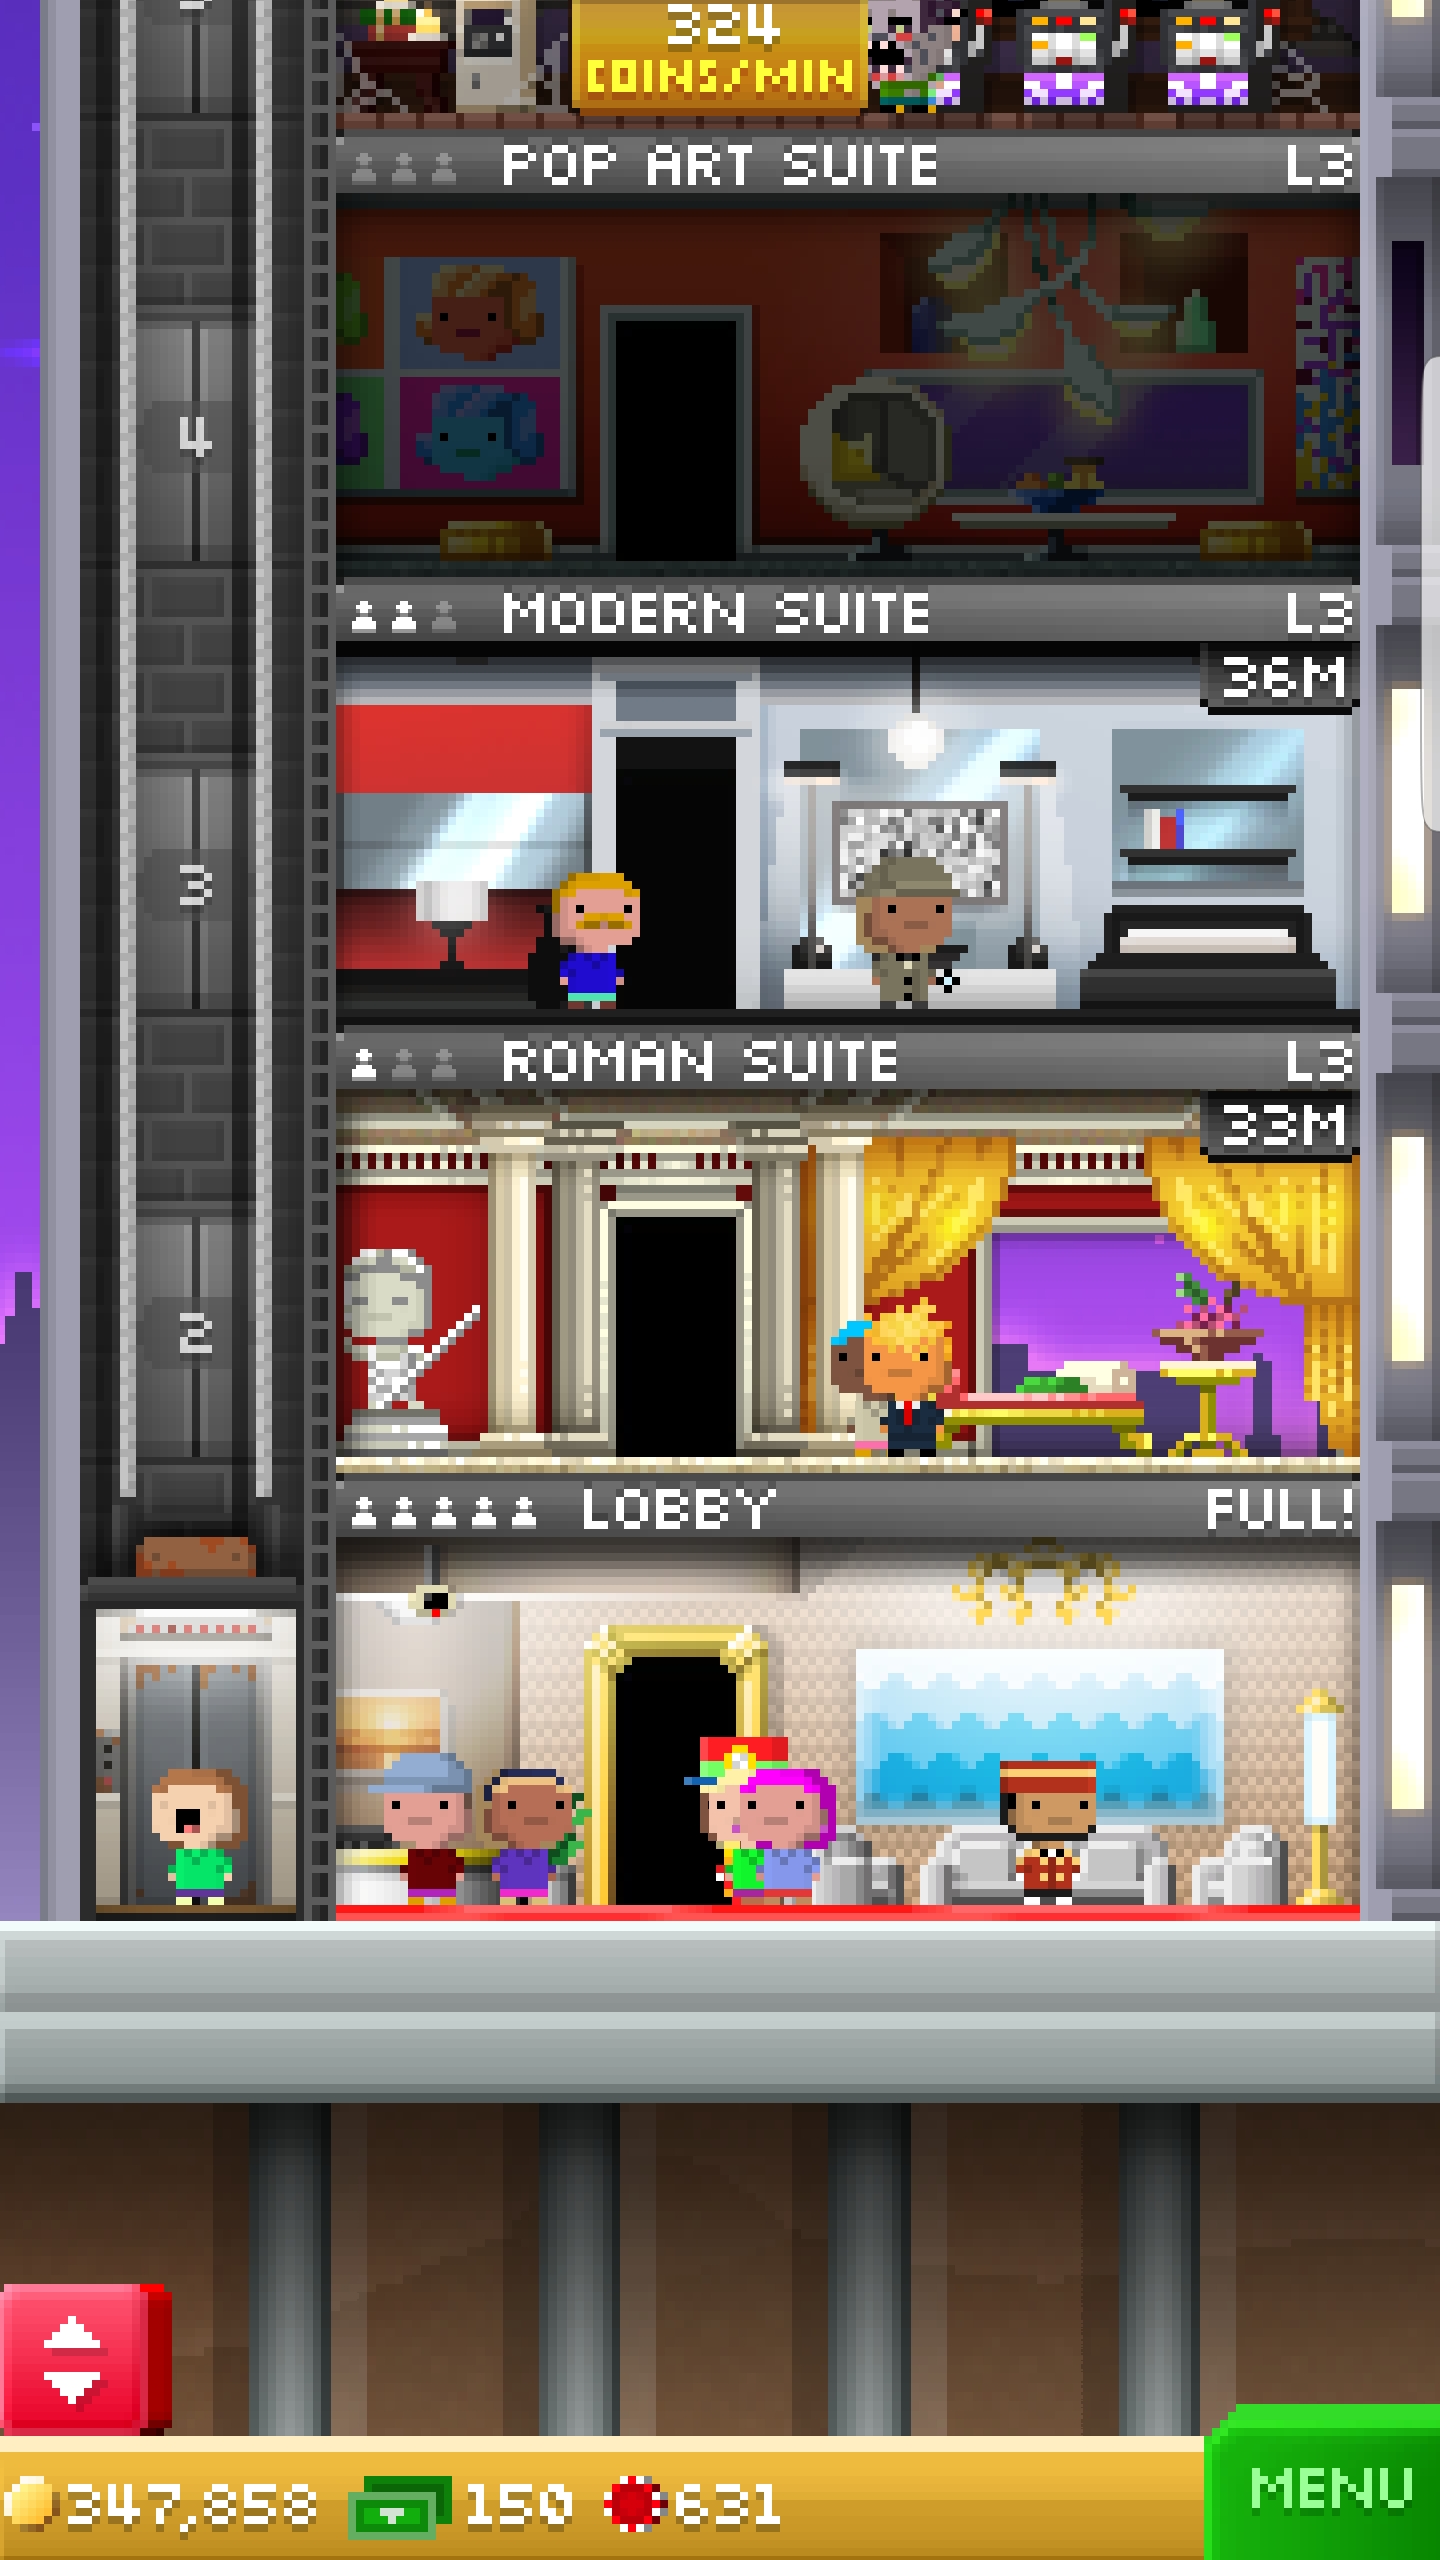 324
COINS/MIN
POP ART SUITE L3
4
MODERN SUITE L3
36M
3
ROMAN SUITE L3
33M
2
LOBBY FULL!
MENU
347,858 150 631